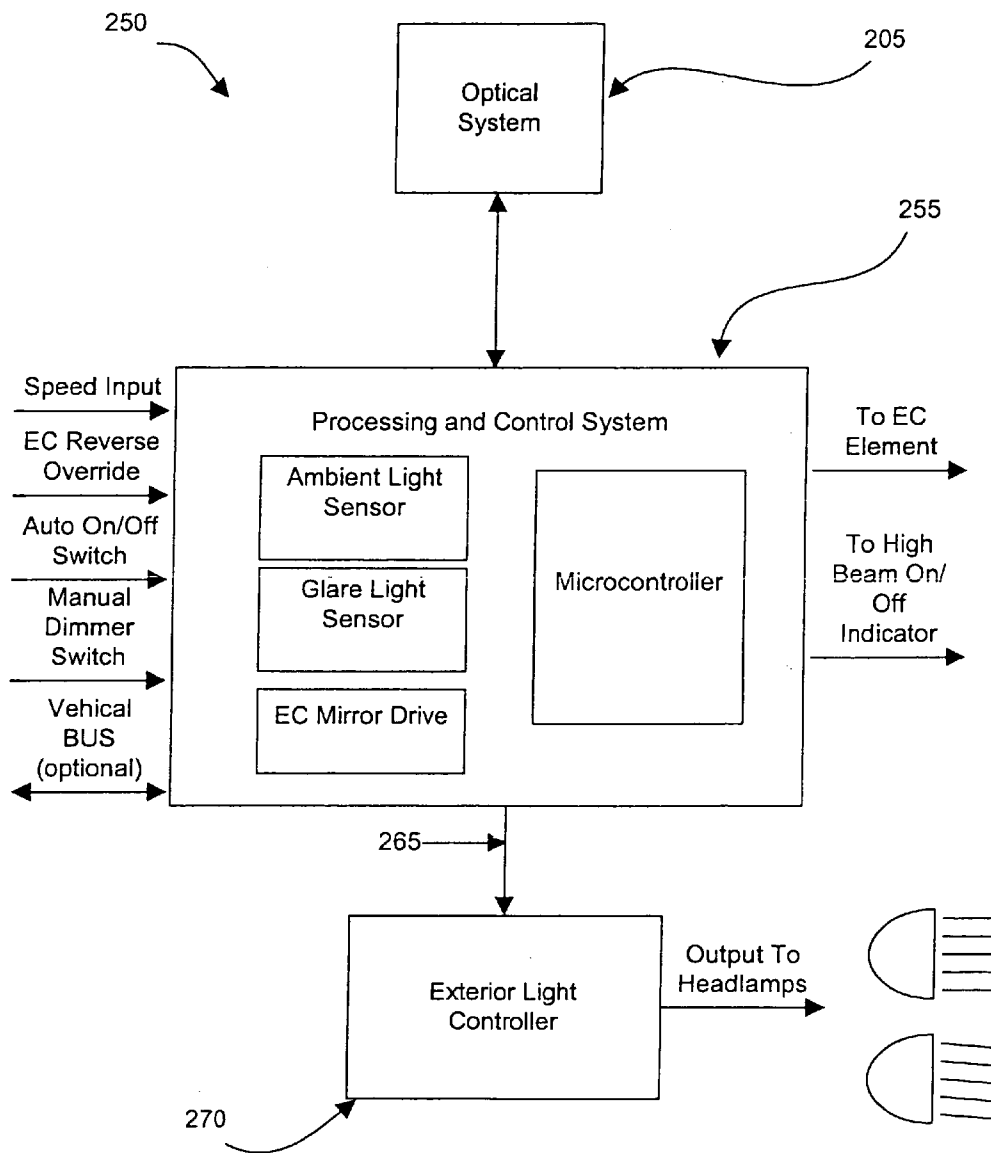 250
205
Optical
System
255
Speed Input
EC Reverse
Override
Auto On/Off
Switch
Manual
Dimmer
Switch
Vehical
BUS
(optional)
Processing and Control System
Ambient Light
Sensor
Glare Light
Sensor
EC Mirror Drive
Microcontroller
To EC
Element
To High
Beam On/
Off
Indicator
265
Exterior Light
Controller
Output To
Headlamps
270